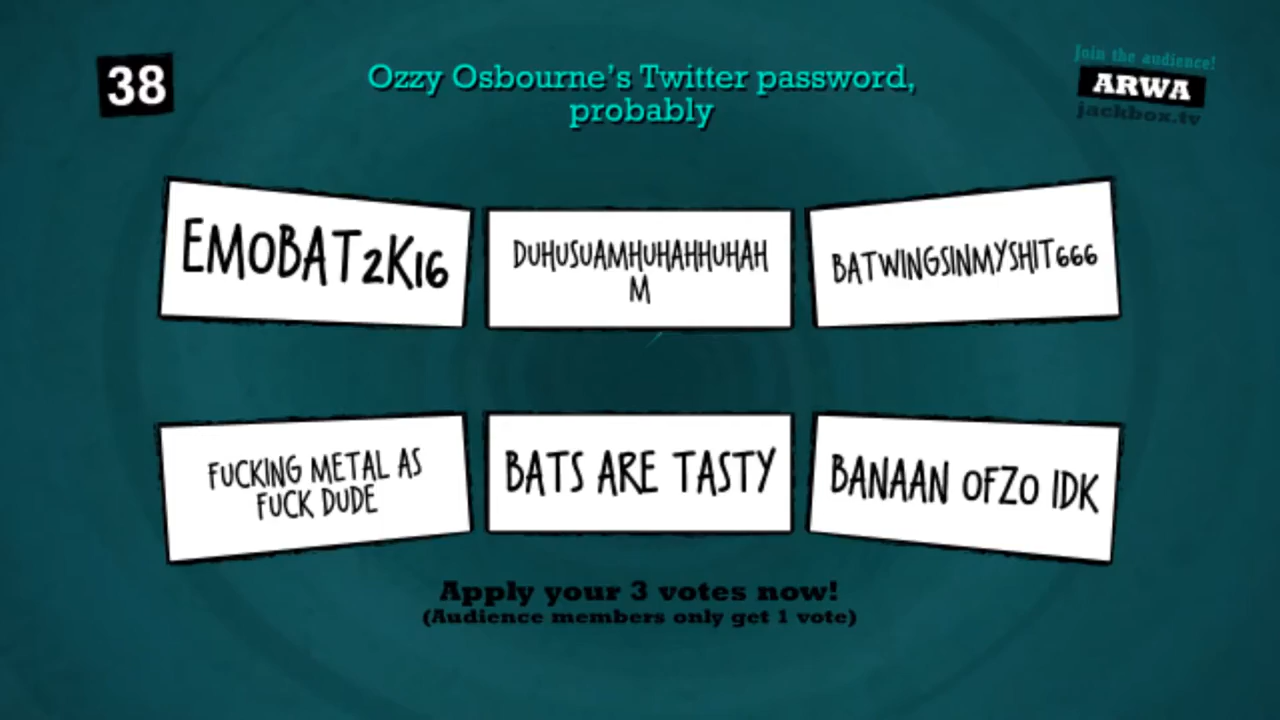 38
Ozzy Osbourne's Twitter password,
probably
Join the audience!
ARWA
jackbox.tv
EMOBAT2K16
DUHUSUAMHUHAHHUHAH
M
BATWINGSINMYSHIT666
FUCKING METAL AS
FUCK DUDE
BATS ARE TASTY
BANAAN OFZO IDK
Apply your 3 votes now!
(Audience members only get 1 vote)